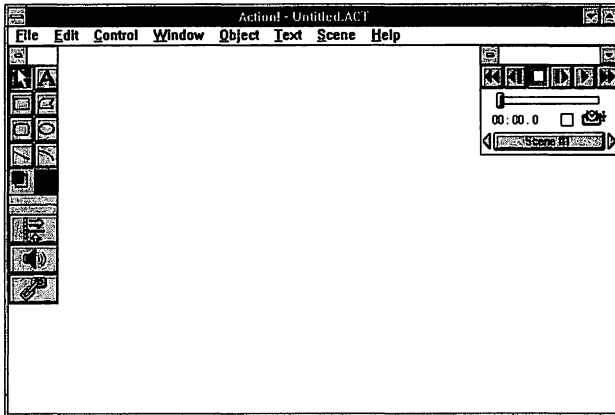 Action! - Untitled.ACT
File Edit Control Window Object Text Scene Help
A
00:00.0
Scene #1